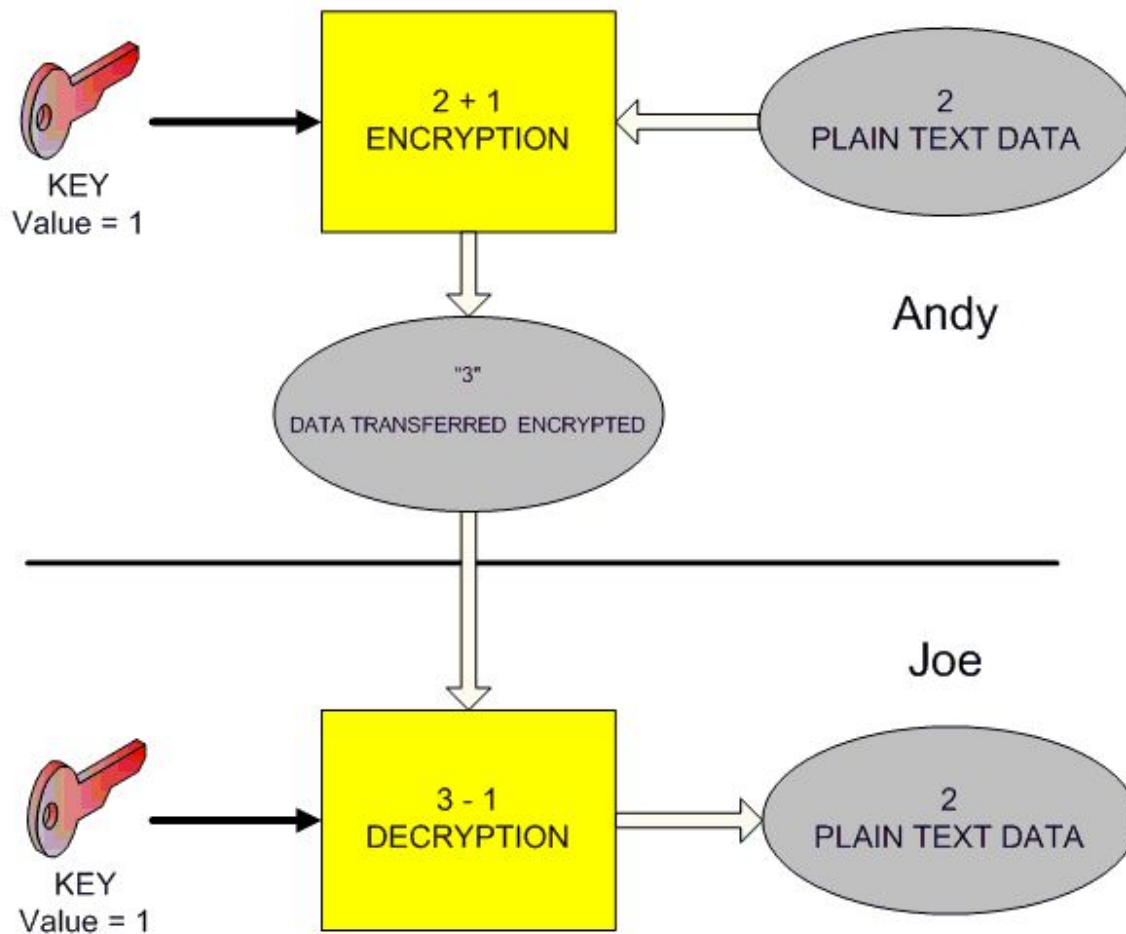 2 + 1
ENCRYPTION
2
PLAIN TEXT DATA
KEY
Value = 1
Andy
"3"
DATA TRANSFERRED ENCRYPTED
Joe
3 - 1
DECRYPTION
2
PLAIN TEXT DATA
KEY
Value = 1